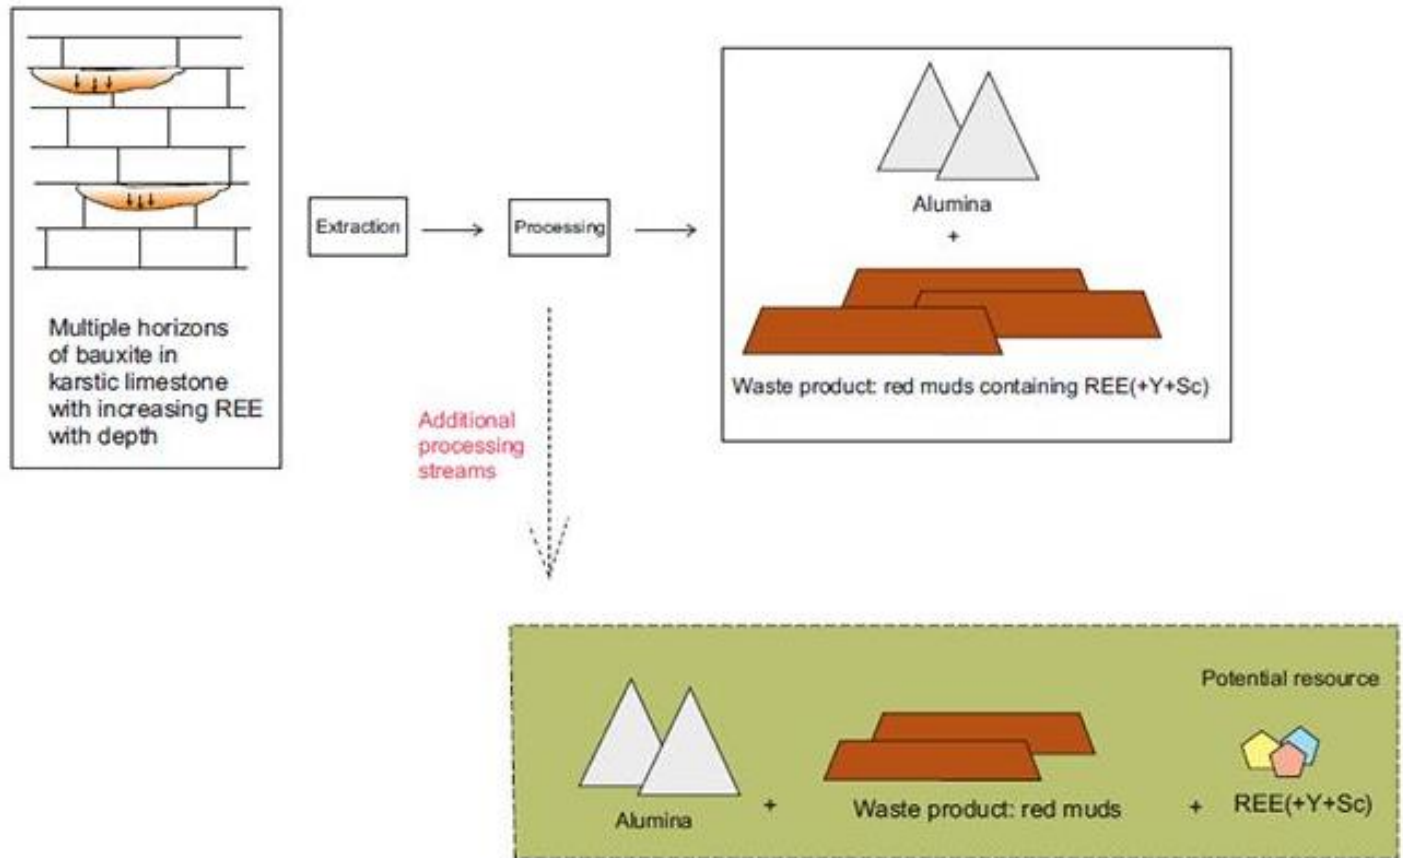 Multiple horizons
of bauxite in
karstic limestone
with increasing REE
with depth
Extraction
Processing
Alumina
+
Waste product: red muds containing REE(+Y+Sc)
Additional
processing
streams
Potential resource
Alumina
+
Waste product: red muds
+
REE(+Y+Sc)